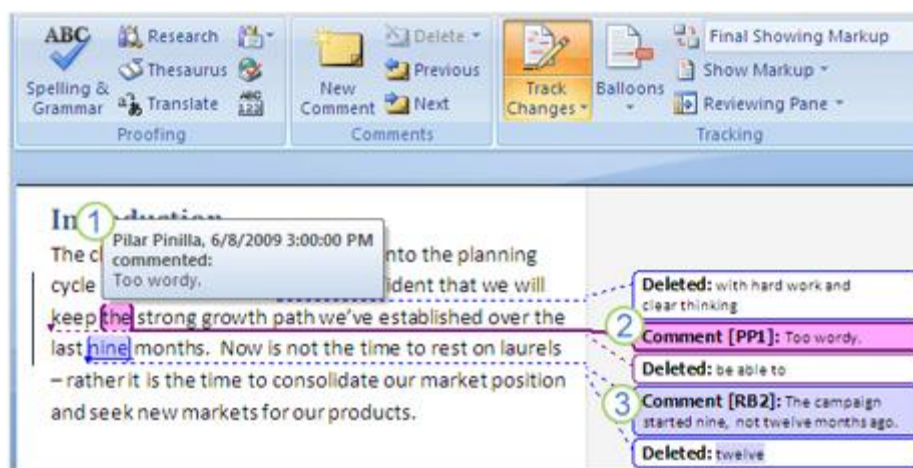 ABC Research Delete Final Showing Markup
Thesaurus Previous Show Markup
Spelling & Grammar Translate ABC 123 New Comment Next Track Changes Balloons Reviewing Pane
Proofing Comments Tracking
1
Introduction
Pilar Pinilla, 6/8/2009 3:00:00 PM
commented:
Too wordy.
The c nto the planning
cycle ident that we will
keep the strong growth path we've established over the
last nine months. Now is not the time to rest on laurels
– rather it is the time to consolidate our market position
and seek new markets for our products.
Deleted: with hard work and
clear thinking
2
Comment [PP1]: Too wordy.
Deleted: be able to
3
Comment [RB2]: The campaign
started nine, not twelve months ago.
Deleted: twelve